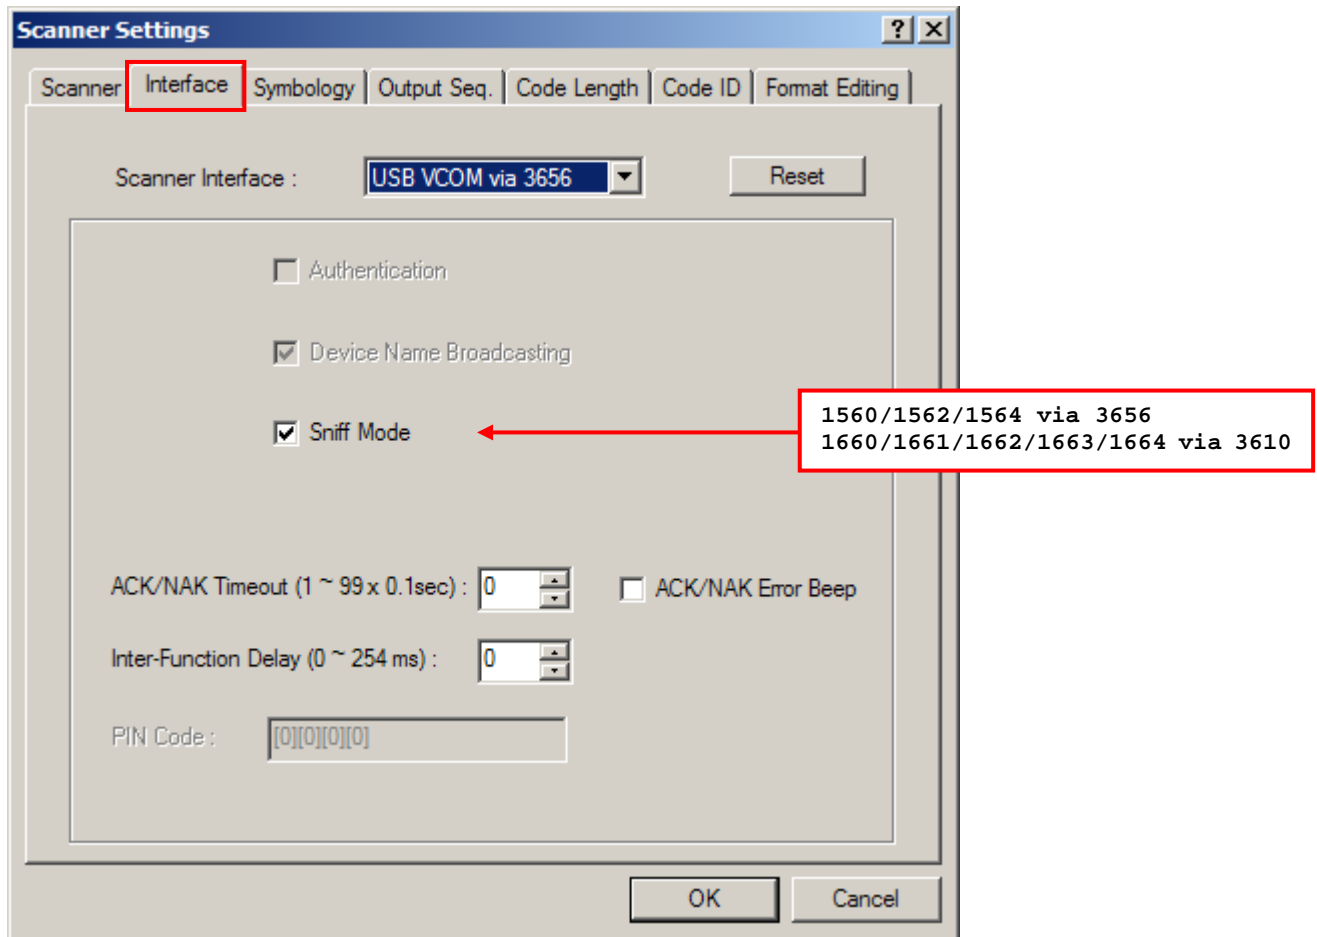 Scanner Settings
Scanner Interface Symbology Output Seq. Code Length Code ID Format Editing
Scanner Interface : USB VCOM via 3656 Reset
Authentication
Device Name Broadcasting
Sniff Mode
1560/1562/1564 via 3656
1660/1661/1662/1663/1664 via 3610
ACK/NAK Timeout (1 ~ 99 x 0.1sec) : 0 ACK/NAK Error Beep
Inter-Function Delay (0 ~ 254 ms) : 0
PIN Code : [0][0][0][0]
OK Cancel